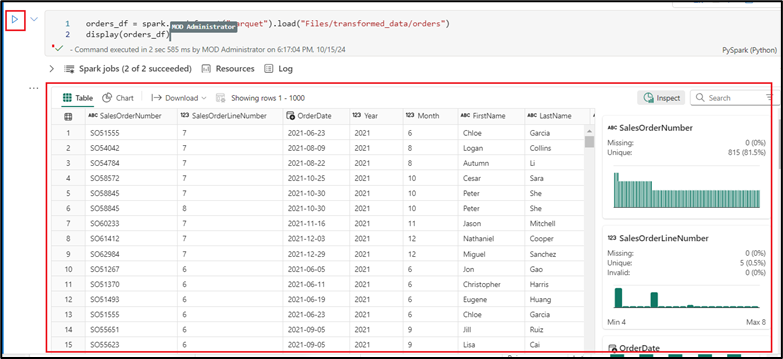 1 orders_df = spark. parquet").load("Files/transformed_data/orders")
MOD Administrator
2 display(orders_df)
- Command executed in 2 sec 585 ms by MOD Administrator on 6:17:04 PM, 10/15/24
PySpark (Python)
Spark jobs (2 of 2 succeeded) Resources Log
Table Chart Download Showing rows 1 - 1000 Inspect Search
ABC SalesOrderNumber 123 SalesOrderLineNumber OrderDate 123 Year 123 Month ABC FirstName ABC LastName
1 SO51555 7 2021-06-23 2021 6 Chloe Garcia
2 SO54042 7 2021-08-09 2021 8 Logan Collins
3 SO54784 7 2021-08-22 2021 8 Autumn Li
4 SO58572 7 2021-10-25 2021 10 Cesar Sara
5 SO58845 7 2021-10-30 2021 10 Peter She
6 SO58845 8 2021-10-30 2021 10 Peter She
7 SO60233 7 2021-11-16 2021 11 Jason Mitchell
8 SO61412 7 2021-12-03 2021 12 Nathaniel Cooper
9 SO62984 7 2021-12-29 2021 12 Miguel Sanchez
10 SO51267 6 2021-06-05 2021 6 Jon Gao
11 SO51370 6 2021-06-11 2021 6 Christopher Harris
12 SO51493 6 2021-06-19 2021 6 Eugene Huang
13 SO51555 6 2021-06-23 2021 6 Chloe Garcia
14 SO55651 6 2021-09-05 2021 9 Jill Ruiz
15 SO55623 6 2021-09-05 2021 9 Lisa Cai
ABC SalesOrderNumber
Missing: 0 (0%)
Unique: 815 (81.5%)
123 SalesOrderLineNumber
Missing: 0 (0%)
Unique: 5 (0.5%)
Invalid: 0 (0%)
Min 4 Max 8
OrderDate